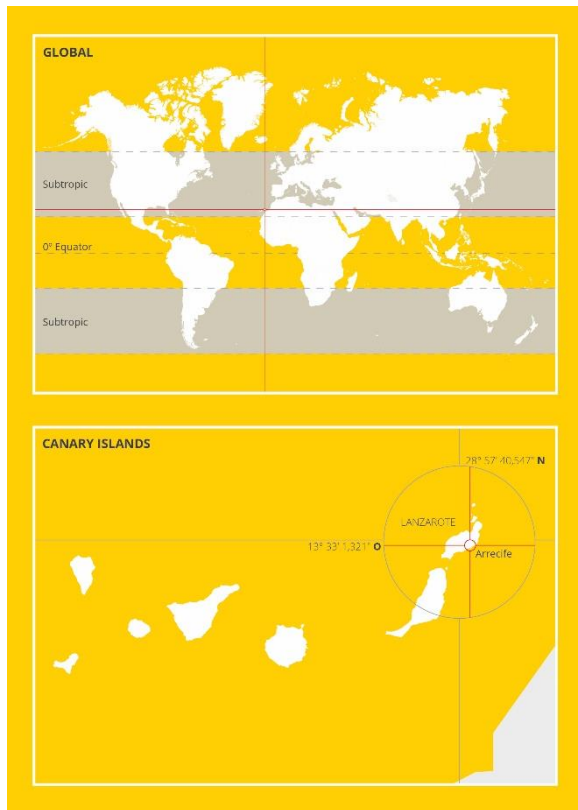 GLOBAL
Subtropic
0° Equator
Subtropic
CANARY ISLANDS
28° 57' 40,547" N
LANZAROTE
13° 33' 1,321" O
Arrecife